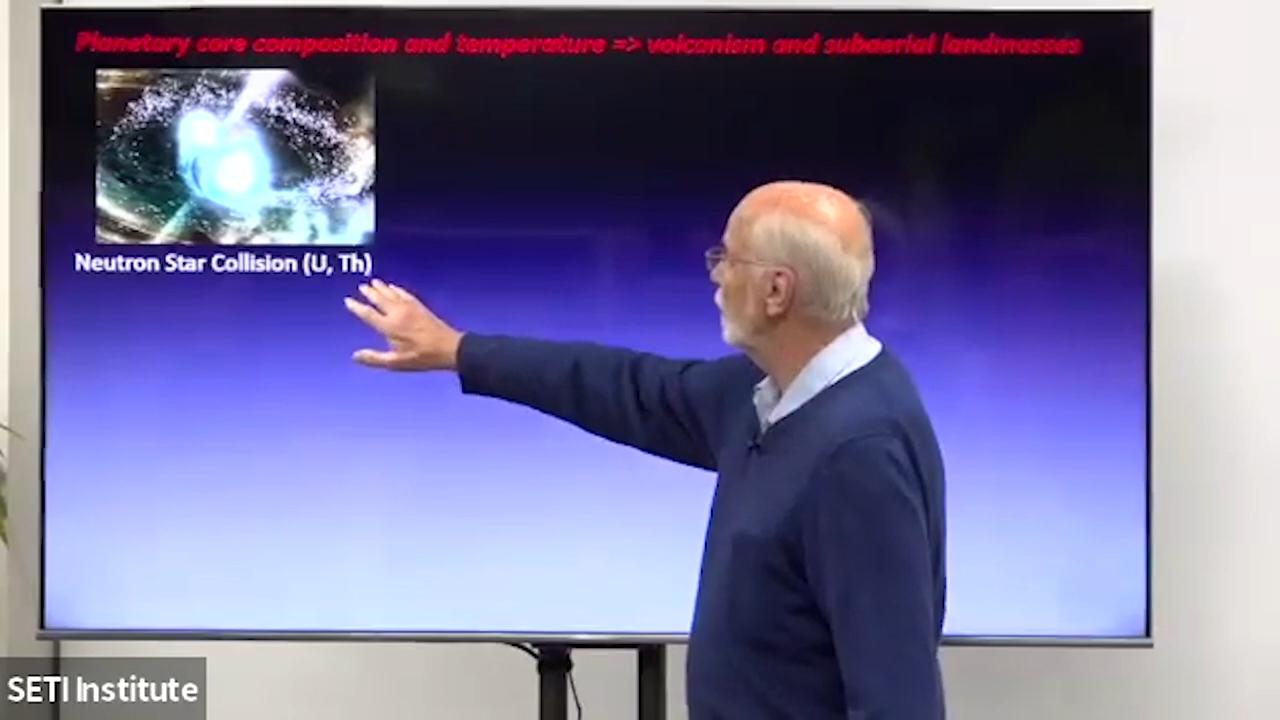 Planetary core composition and temperature => volcanism and subaerial landmasses
Neutron Star Collision (U, Th)
SETI Institute